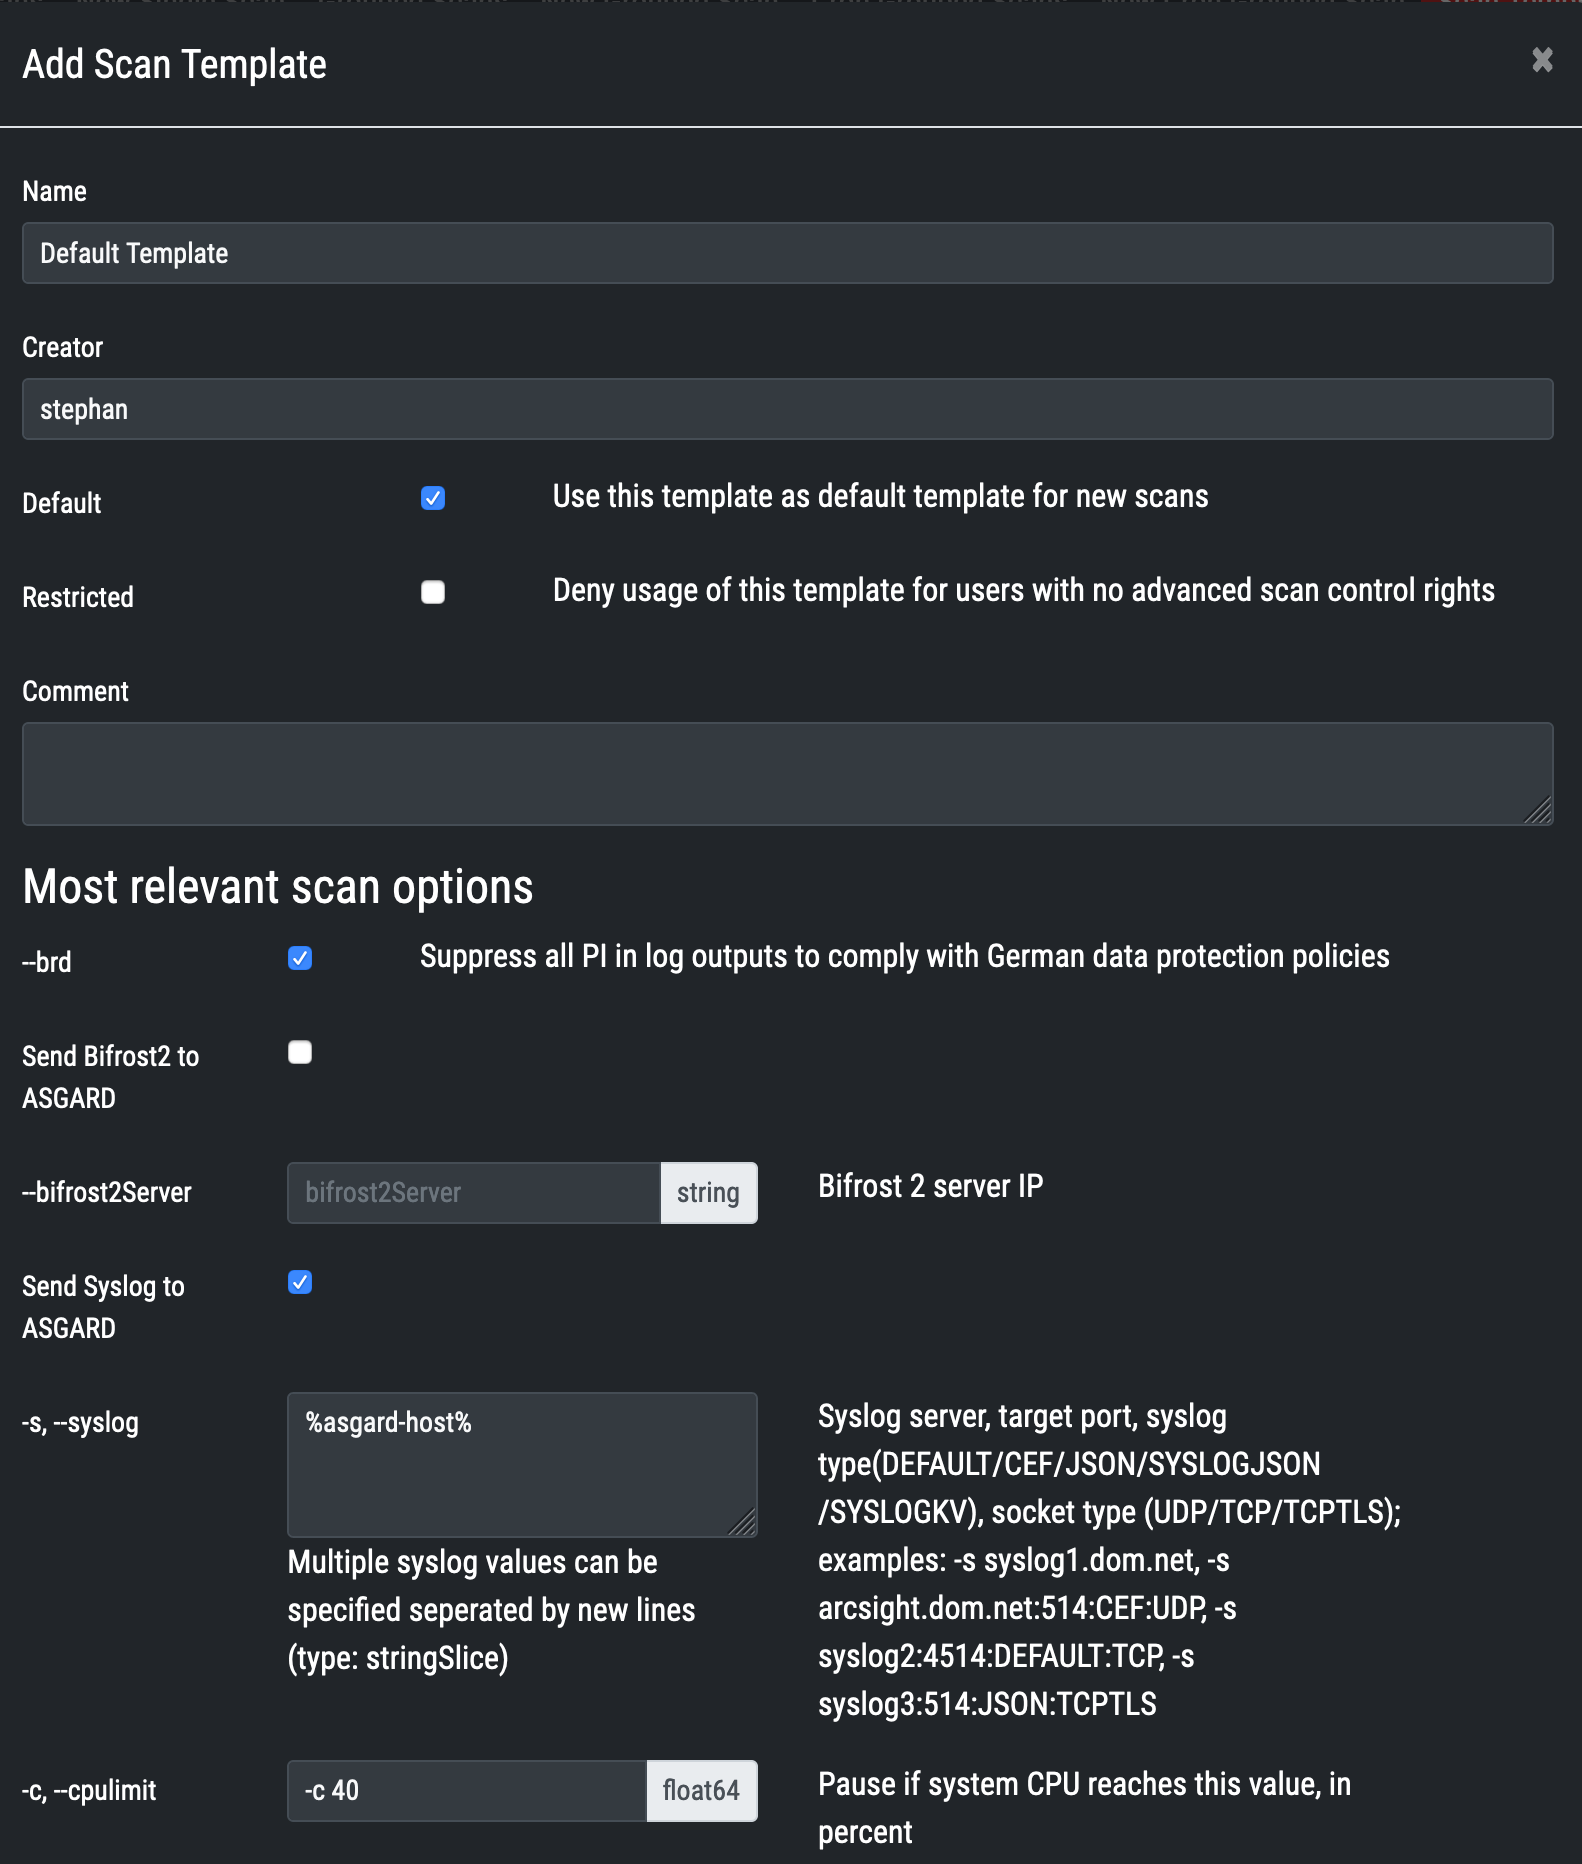 Add Scan Template
Name
Default Template
Creator
stephan
Default
Use this template as default template for new scans
Restricted
Deny usage of this template for users with no advanced scan control rights
Comment
Most relevant scan options
--brd
Suppress all PI in log outputs to comply with German data protection policies
Send Bifrost2 to
ASGARD
--bifrost2Server
bifrost2Server
string
Bifrost 2 server IP
Send Syslog to
ASGARD
-s, --syslog
%asgard-host%
Multiple syslog values can be
specified seperated by new lines
(type: stringSlice)
Syslog server, target port, syslog
type(DEFAULT/CEF/JSON/SYSLOGJSON
/SYSLOGKV), socket type (UDP/TCP/TCPTLS);
examples: -s syslog1.dom.net, -s
arcsight.dom.net:514:CEF:UDP, -s
syslog2:4514:DEFAULT:TCP, -s
syslog3:514:JSON:TCPTLS
-c, --cpulimit
-c 40
float64
Pause if system CPU reaches this value, in
percent